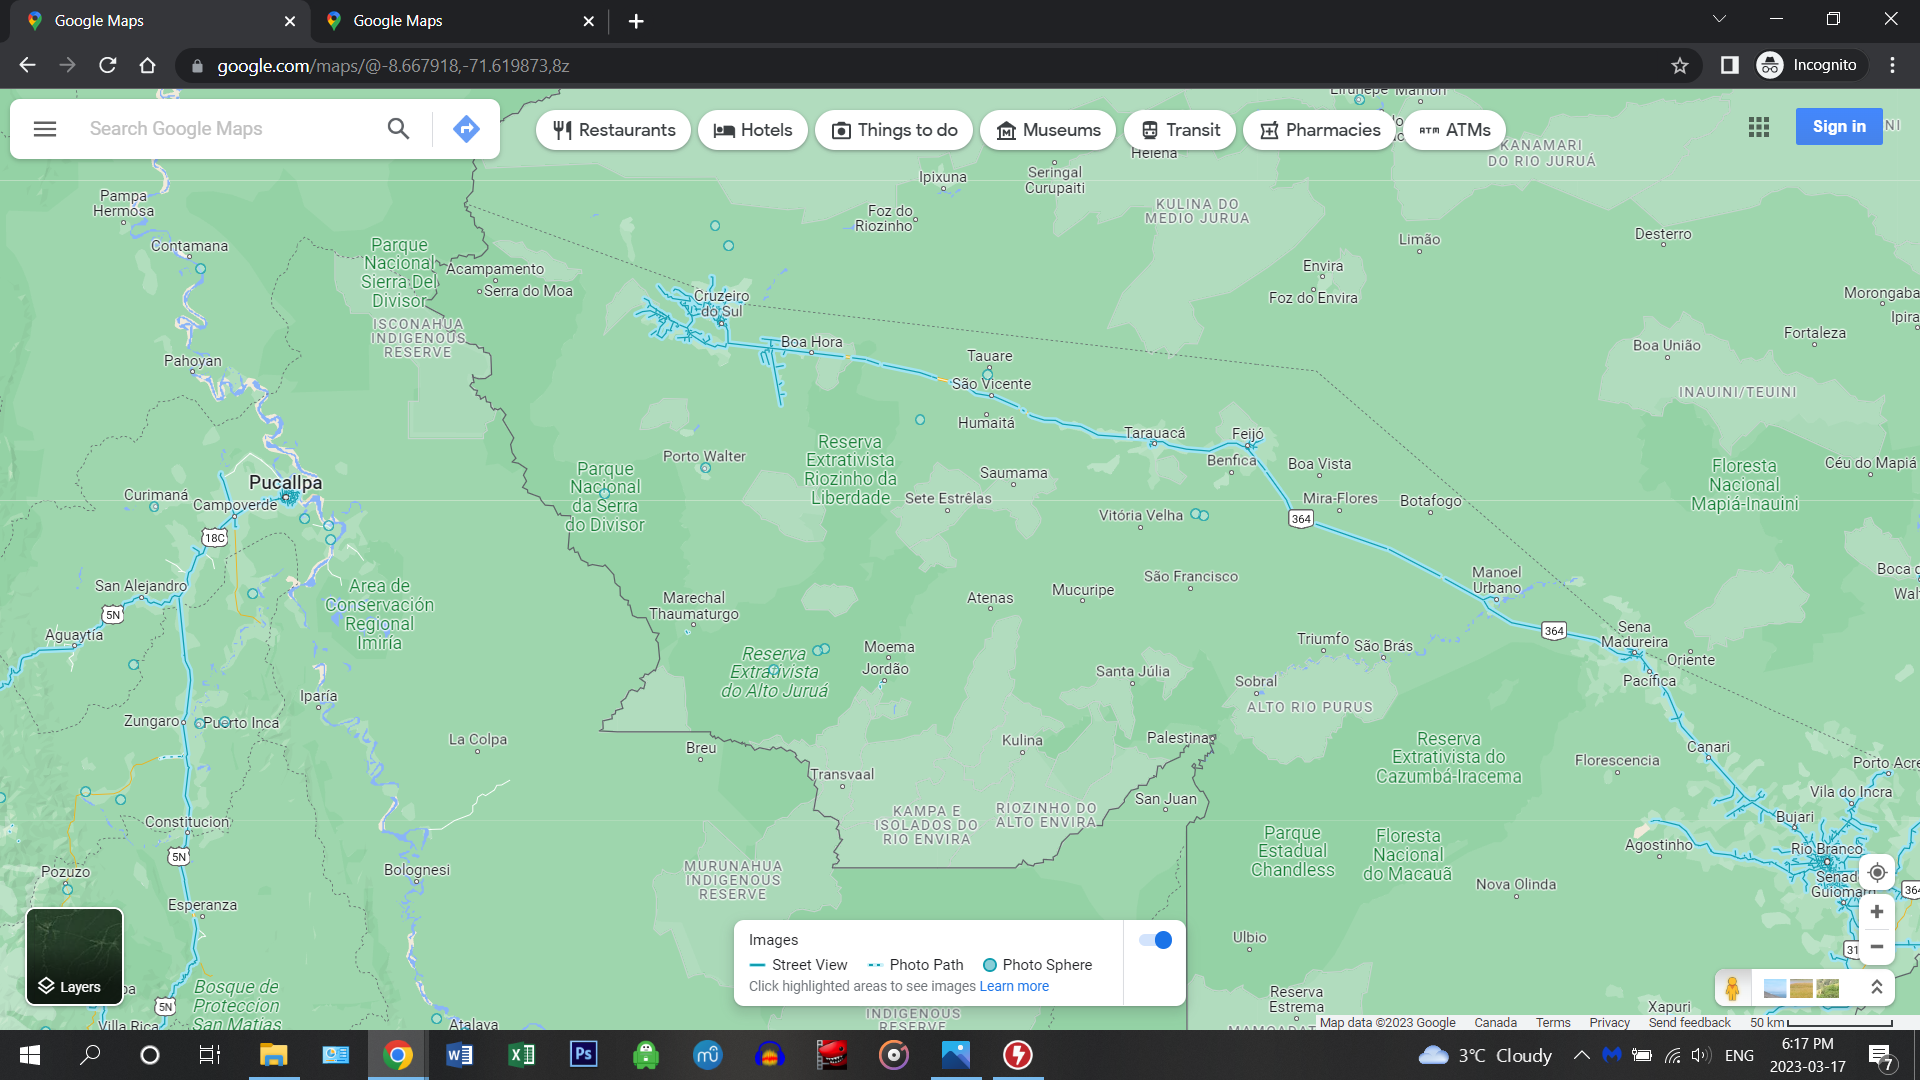 Google Maps
Google Maps
google.com/maps/@-8.667918,-71.619873,8z
Incognito
Search Google Maps
Restaurants
Hotels
Things to do
Museums
Transit
Pharmacies
ATM ATMs
Sign in
Eirunepé
Mamori
KANAMARI
DO RIO JURUÁ
Helena
Ipixuna
Seringal
Curupaiti
Pampa
Hermosa
Foz do
Riozinho
KULINA DO
MEDIO JURUA
Desterro
Limão
Contamana
Parque
Nacional
Sierra Del
Divisor
Acampamento
Serra do Moa
Envira
Foz do Envira
Cruzeiro
do Sul
Morongaba
Ipira
ISCONAHUA
INDIGENOUS
RESERVE
Fortaleza
Boa Hora
Boa União
Pahoyan
Tauare
São Vicente
INAUINI/TEUINI
Humaitá
Tarauacá
Feijó
Reserva
Extrativista
Riozinho da
Liberdade
Porto Walter
Benfica
Boa Vista
Parque
Nacional
da Serra
do Divisor
Saumama
Floresta
Nacional
Mapiá-Inauini
Céu do Mapiá
Pucallpa
Curimaná
Campoverde
Sete Estrêlas
Mira-Flores
Botafogo
Vitória Velha
364
18C
San Alejandro
Area de
Conservación
Regional
Imiría
São Francisco
Manoel
Urbano
Boca d
Wal
Mucuripe
Marechal
Thaumaturgo
Atenas
5N
Aguaytía
364
Sena
Madureira
Triumfo
São Brás
Moema
Jordão
Reserva
Extrativista
do Alto Juruá
Oriente
Pacífica
Santa Júlia
Sobral
Iparía
ALTO RIO PURUS
Zungaro
Puerto Inca
La Colpa
Kulina
Palestina
Breu
Reserva
Extrativista do
Cazumbá-Iracema
Canari
Florescencia
Porto Acre
Transvaal
Vila do Incra
San Juan
KAMPA E
ISOLADOS DO
RIO ENVIRA
RIOZINHO DO
ALTO ENVIRA
Constitucion
Bujari
Parque
Estadual
Chandless
Floresta
Nacional
do Macauã
Agostinho
Rio Branco
5N
Pozuzo
Bolognesi
MURUNAHUA
INDIGENOUS
RESERVE
Nova Olinda
Senad
Guiomard
364
Esperanza
Ulbio
31
Layers
Bosque de
Proteccion
San Matias
5N
Villa Rica
Atalaya
Images
Street View
Photo Path
Photo Sphere
Click highlighted areas to see images Learn more
INDIGENOUS
RESERVE
Reserva
Estrema
Xapuri
Map data ©2023 Google
Canada
Terms
Privacy
Send feedback
50 km
3°C Cloudy
ENG
6:17 PM
2023-03-17
7